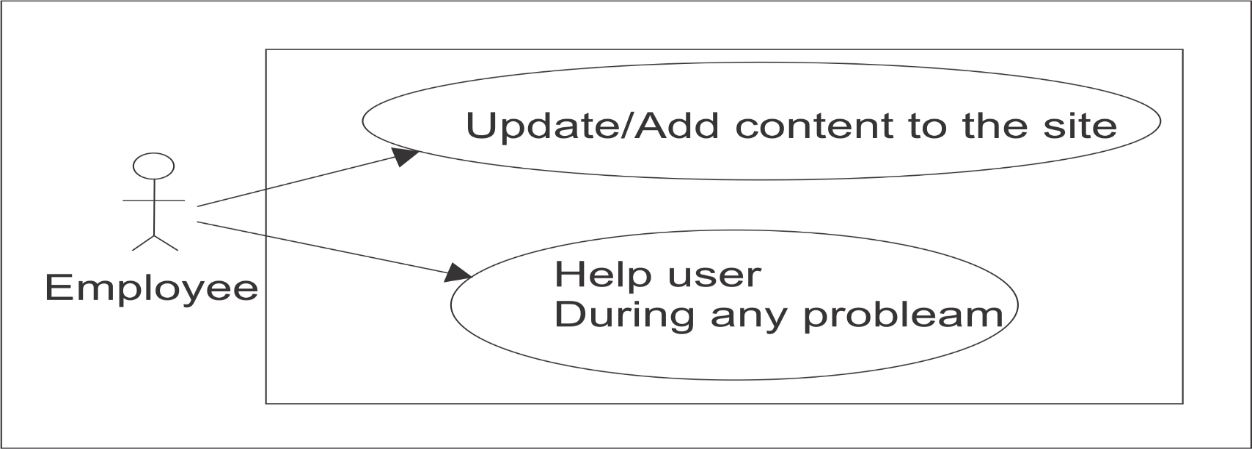 Update/Add content to the site
Employee
Help user
During any probleam